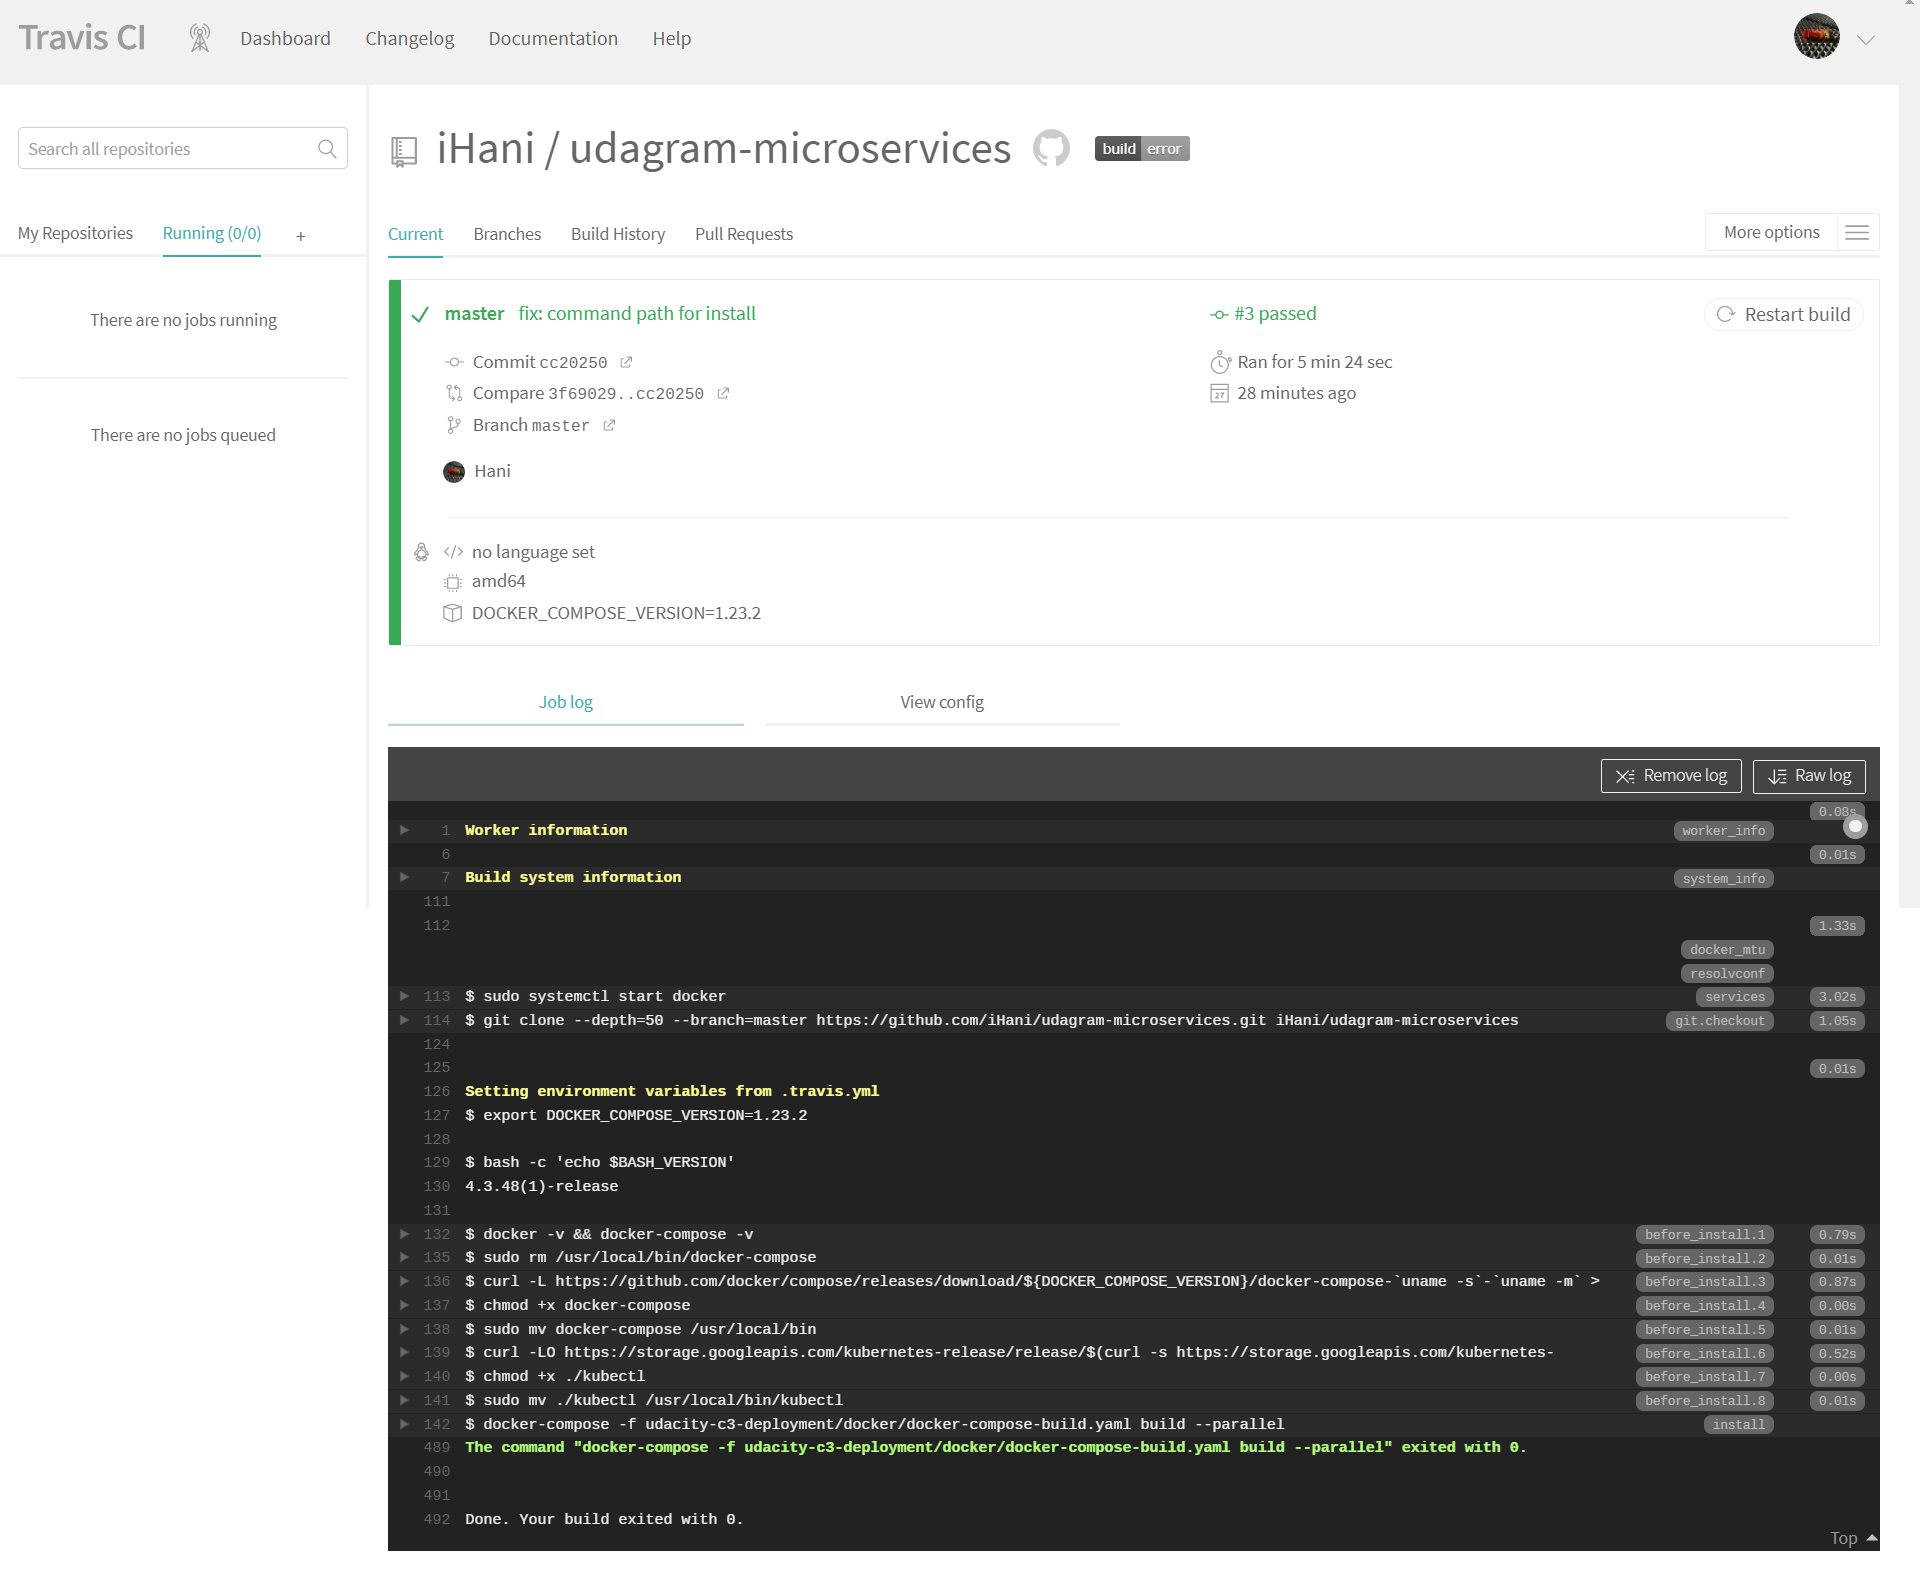 Travis CI Dashboard Changelog Documentation Help
Search all repositories
My Repositories Running (0/0) +
There are no jobs running
There are no jobs queued
iHani / udagram-microservices build error
Current Branches Build History Pull Requests More options
master fix: command path for install #3 passed Restart build
Commit cc20250 Ran for 5 min 24 sec
Compare 3f69029..cc20250 28 minutes ago
Branch master
Hani
</> no language set
amd64
DOCKER_COMPOSE_VERSION=1.23.2
Job log View config
Remove log Raw log
0.08s
1 Worker information worker_info
6 0.01s
7 Build system information system_info
111
112 1.33s
docker_mtu
resolvconf
113 $ sudo systemctl start docker services 3.02s
114 $ git clone --depth=50 --branch=master https://github.com/iHani/udagram-microservices.git iHani/udagram-microservices git.checkout 1.05s
124
125 0.01s
126 Setting environment variables from .travis.yml
127 $ export DOCKER_COMPOSE_VERSION=1.23.2
128
129 $ bash -c 'echo $BASH_VERSION'
130 4.3.48(1)-release
131
132 $ docker -v && docker-compose -v before_install.1 0.79s
135 $ sudo rm /usr/local/bin/docker-compose before_install.2 0.01s
136 $ curl -L https://github.com/docker/compose/releases/download/${DOCKER_COMPOSE_VERSION}/docker-compose-`uname -s`-`uname -m` > before_install.3 0.87s
137 $ chmod +x docker-compose before_install.4 0.00s
138 $ sudo mv docker-compose /usr/local/bin before_install.5 0.01s
139 $ curl -LO https://storage.googleapis.com/kubernetes-release/release/$(curl -s https://storage.googleapis.com/kubernetes- before_install.6 0.52s
140 $ chmod +x ./kubectl before_install.7 0.00s
141 $ sudo mv ./kubectl /usr/local/bin/kubectl before_install.8 0.01s
142 $ docker-compose -f udacity-c3-deployment/docker/docker-compose-build.yaml build --parallel install
489 The command "docker-compose -f udacity-c3-deployment/docker/docker-compose-build.yaml build --parallel" exited with 0.
490
491
492 Done. Your build exited with 0.
Top